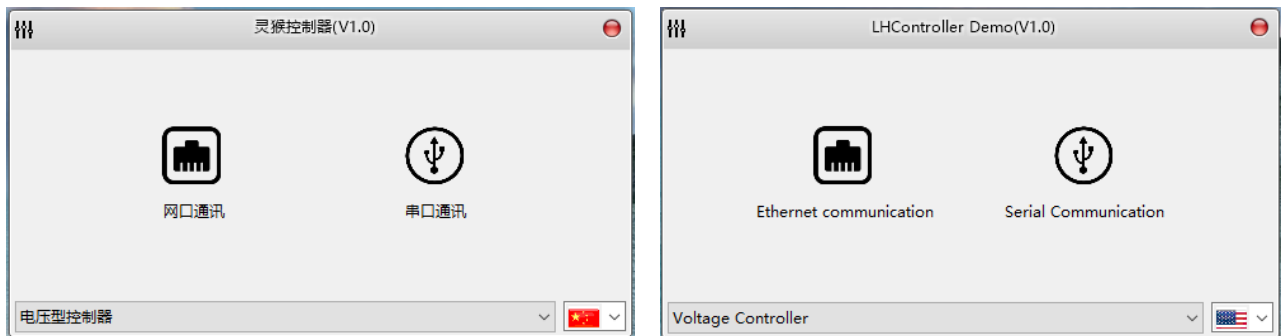 灵猴控制器(V1.0)
网口通讯
串口通讯
电压型控制器
LHController Demo(V1.0)
Ethernet communication
Serial Communication
Voltage Controller